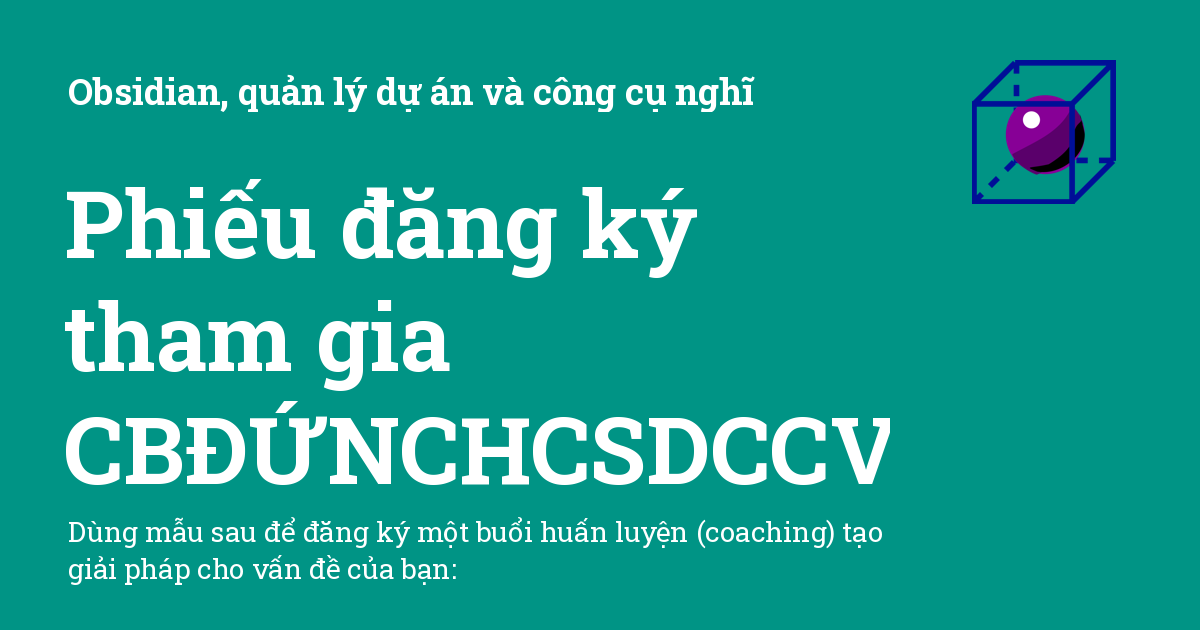 Obsidian, quản lý dự án và công cụ nghĩ
Phiếu đăng ký
tham gia
CBĐỨNCHCSDCCV
Dùng mẫu sau để đăng ký một buổi huấn luyện (coaching) tạo
giải pháp cho vấn đề của bạn: